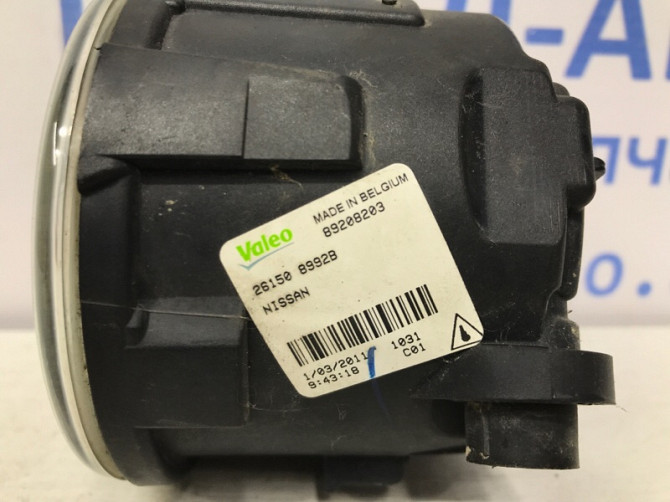 Valeo
MADE IN BELGIUM
89208203
26150 8992B
NISSAN
1/03/2011 1031
9:43:18 C01